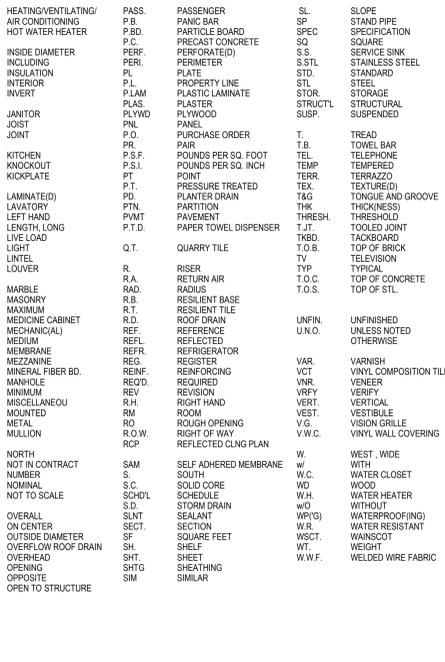 HEATING/VENTILATING/
AIR CONDITIONING
HOT WATER HEATER
INSIDE DIAMETER
INCLUDING
INSULATION
INTERIOR
INVERT
JANITOR
JOIST
JOINT
KITCHEN
KNOCKOUT
KICKPLATE
LAMINATE(D)
LAVATORY
LEFT HAND
LENGTH, LONG
LIVE LOAD
LIGHT
LINTEL
LOUVER
MARBLE
MASONRY
MAXIMUM
MEDICINE CABINET
MECHANIC(AL)
MEDIUM
MEMBRANE
MEZZANINE
MINERAL FIBER BD.
MANHOLE
MINIMUM
MISCELLANEOU
MOUNTED
METAL
MULLION
NORTH
NOT IN CONTRACT
NUMBER
NOMINAL
NOT TO SCALE
OVERALL
ON CENTER
OUTSIDE DIAMETER
OVERFLOW ROOF DRAIN
OVERHEAD
OPENING
OPPOSITE
OPEN TO STRUCTURE
PASS. PASSENGER
P.B. PANIC BAR
P.BD. PARTICLE BOARD
P.C. PRECAST CONCRETE
PERF. PERFORATE(D)
PERI. PERIMETER
PL PLATE
P.L. PROPERTY LINE
P.LAM PLASTIC LAMINATE
PLAS. PLASTER
PLYWD PLYWOOD
PNL PANEL
P.O. PURCHASE ORDER
PR. PAIR
P.S.F. POUNDS PER SQ. FOOT
P.S.I. POUNDS PER SQ. INCH
PT POINT
P.T. PRESSURE TREATED
PD. PLANTER DRAIN
PTN. PARTITION
PVMT PAVEMENT
P.T.D. PAPER TOWEL DISPENSER
Q.T. QUARRY TILE
R. RISER
R.A. RETURN AIR
RAD. RADIUS
R.B. RESILIENT BASE
R.T. RESILIENT TILE
R.D. ROOF DRAIN
REF. REFERENCE
REFL. REFLECTED
REFR. REFRIGERATOR
REG. REGISTER
REINF. REINFORCING
REQ'D. REQUIRED
REV REVISION
R.H. RIGHT HAND
RM ROOM
RO ROUGH OPENING
R.O.W. RIGHT OF WAY
RCP REFLECTED CLNG PLAN
SAM SELF ADHERED MEMBRANE
S. SOUTH
S.C. SOLID CORE
SCHD'L SCHEDULE
S.D. STORM DRAIN
SLNT SEALANT
SECT. SECTION
SF SQUARE FEET
SH. SHELF
SHT. SHEET
SHTG SHEATHING
SIM SIMILAR
SL. SLOPE
SP STAND PIPE
SPEC SPECIFICATION
SQ SQUARE
S.S. SERVICE SINK
S.STL STAINLESS STEEL
STD. STANDARD
STL STEEL
STOR. STORAGE
STRUCT'L STRUCTURAL
SUSP. SUSPENDED
T. TREAD
T.B. TOWEL BAR
TEL. TELEPHONE
TEMP TEMPERED
TERR. TERRAZZO
TEX. TEXTURE(D)
T&G TONGUE AND GROOVE
THK THICK(NESS)
THRESH. THRESHOLD
T.JT. TOOLED JOINT
TKBD. TACKBOARD
T.O.B. TOP OF BRICK
TV TELEVISION
TYP TYPICAL
T.O.C. TOP OF CONCRETE
T.O.S. TOP OF STL.
UNFIN. UNFINISHED
U.N.O. UNLESS NOTED
OTHERWISE
VAR. VARNISH
VCT VINYL COMPOSITION TIL
VNR. VENEER
VRFY VERIFY
VERT. VERTICAL
VEST. VESTIBULE
V.G. VISION GRILLE
V.W.C. VINYL WALL COVERING
W. WEST , WIDE
w/ WITH
W.C. WATER CLOSET
WD WOOD
W.H. WATER HEATER
w/O WITHOUT
WP('G) WATERPROOF(ING)
W.R. WATER RESISTANT
WSCT. WAINSCOT
WT. WEIGHT
W.W.F. WELDED WIRE FABRIC